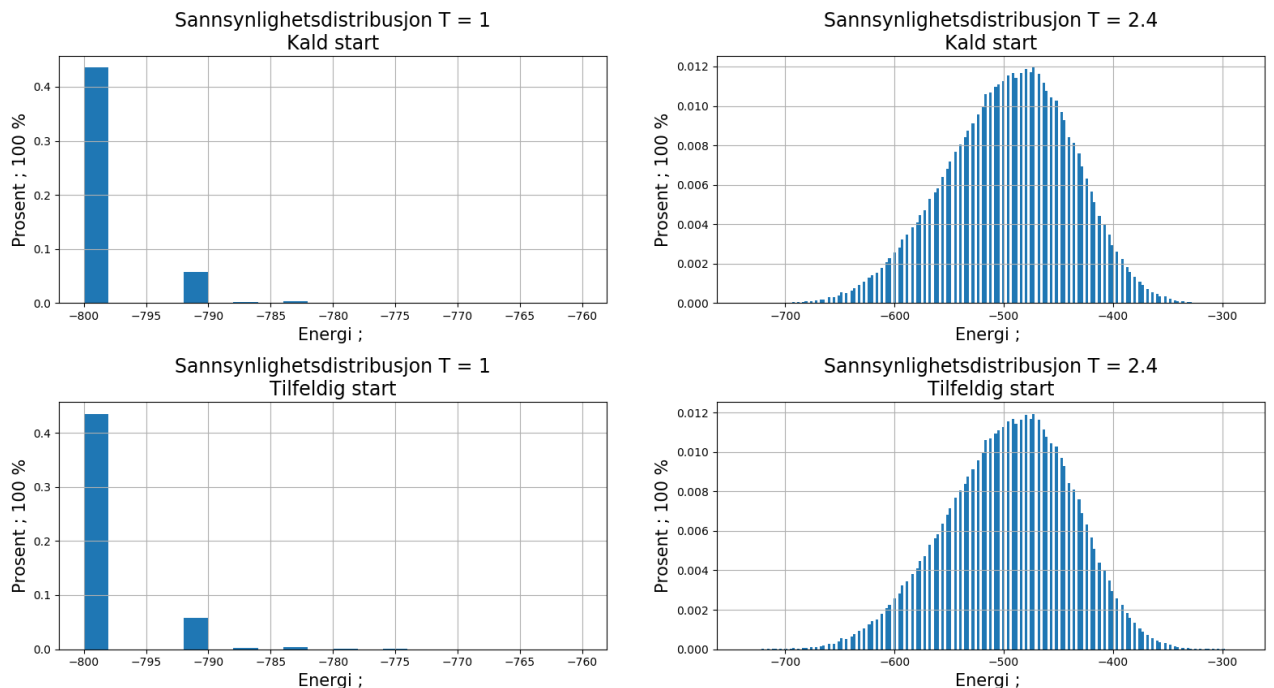 Sannsynlighetsdistribusjon T = 1
Kald start
Prosent ; 100 %
0.4
0.3
0.2
0.1
0.0
−800 −795 −790 −785 −780 −775 −770 −765 −760
Energi ;
Sannsynlighetsdistribusjon T = 2.4
Kald start
Prosent ; 100 %
0.012
0.010
0.008
0.006
0.004
0.002
0.000
−700 −600 −500 −400 −300
Energi ;
Sannsynlighetsdistribusjon T = 1
Tilfeldig start
Prosent ; 100 %
0.4
0.3
0.2
0.1
0.0
−800 −795 −790 −785 −780 −775 −770 −765 −760
Energi ;
Sannsynlighetsdistribusjon T = 2.4
Tilfeldig start
Prosent ; 100 %
0.012
0.010
0.008
0.006
0.004
0.002
0.000
−700 −600 −500 −400 −300
Energi ;